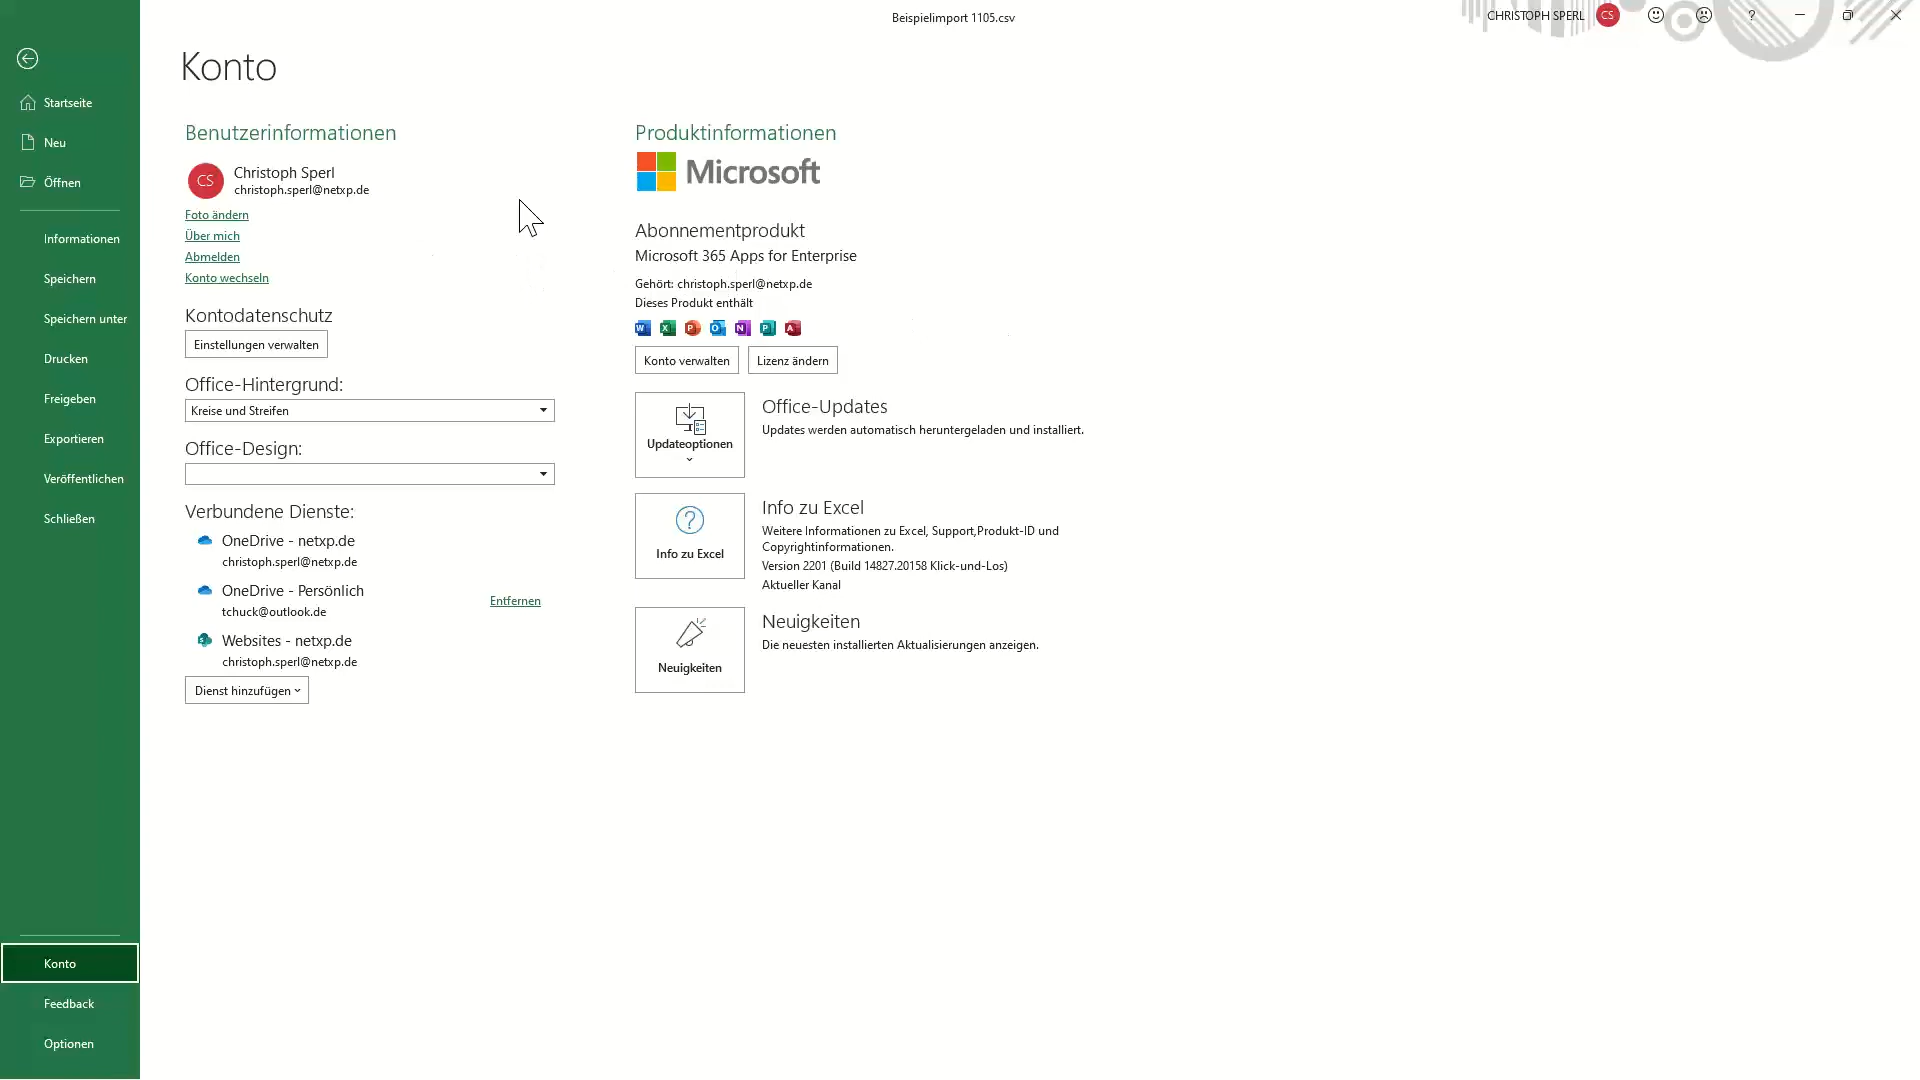 Beispielimport 1105.csv
CHRISTOPH SPERL CS ?
Startseite
Neu
Öffnen
Informationen
Speichern
Speichern unter
Drucken
Freigeben
Exportieren
Veröffentlichen
Schließen
Konto
Feedback
Optionen
Konto
Benutzerinformationen
CS
Christoph Sperl
christoph.sperl@netxp.de
Foto ändern
Über mich
Abmelden
Konto wechseln
Kontodatenschutz
Einstellungen verwalten
Office-Hintergrund:
Kreise und Streifen
Office-Design:
Verbundene Dienste:
OneDrive - netxp.de
christoph.sperl@netxp.de
OneDrive - Persönlich
tchuck@outlook.de
Entfernen
Websites - netxp.de
christoph.sperl@netxp.de
Dienst hinzufügen
Produktinformationen
Microsoft
Abonnementprodukt
Microsoft 365 Apps for Enterprise
Gehört: christoph.sperl@netxp.de
Dieses Produkt enthält
W X P O N P A
Konto verwalten
Lizenz ändern
Updateoptionen
Office-Updates
Updates werden automatisch heruntergeladen und installiert.
?
Info zu Excel
Info zu Excel
Weitere Informationen zu Excel, Support,Produkt-ID und
Copyrightinformationen.
Version 2201 (Build 14827.20158 Klick-und-Los)
Aktueller Kanal
Neuigkeiten
Neuigkeiten
Die neuesten installierten Aktualisierungen anzeigen.